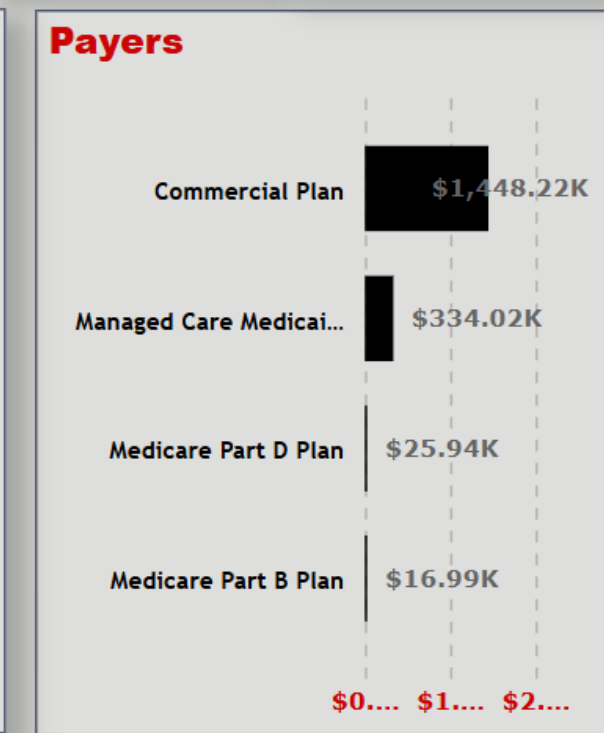 Payers
Commercial Plan $1,448.22K
Managed Care Medicai... $334.02K
Medicare Part D Plan $25.94K
Medicare Part B Plan $16.99K
$0.... $1.... $2....